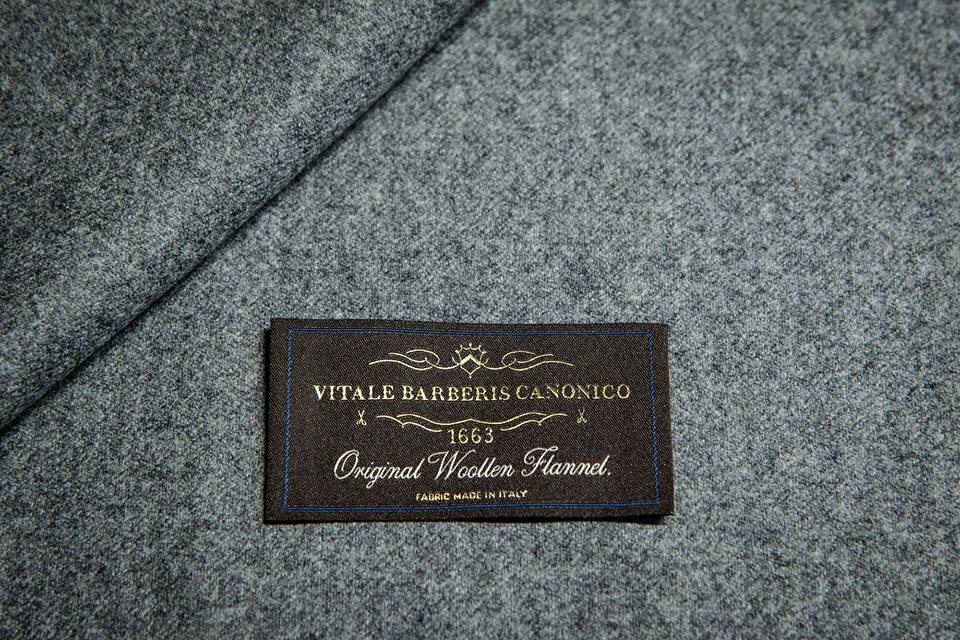 VITALE BARBERIS CANONICO
1663
Original Woollen Flannel.
FABRIC MADE IN ITALY